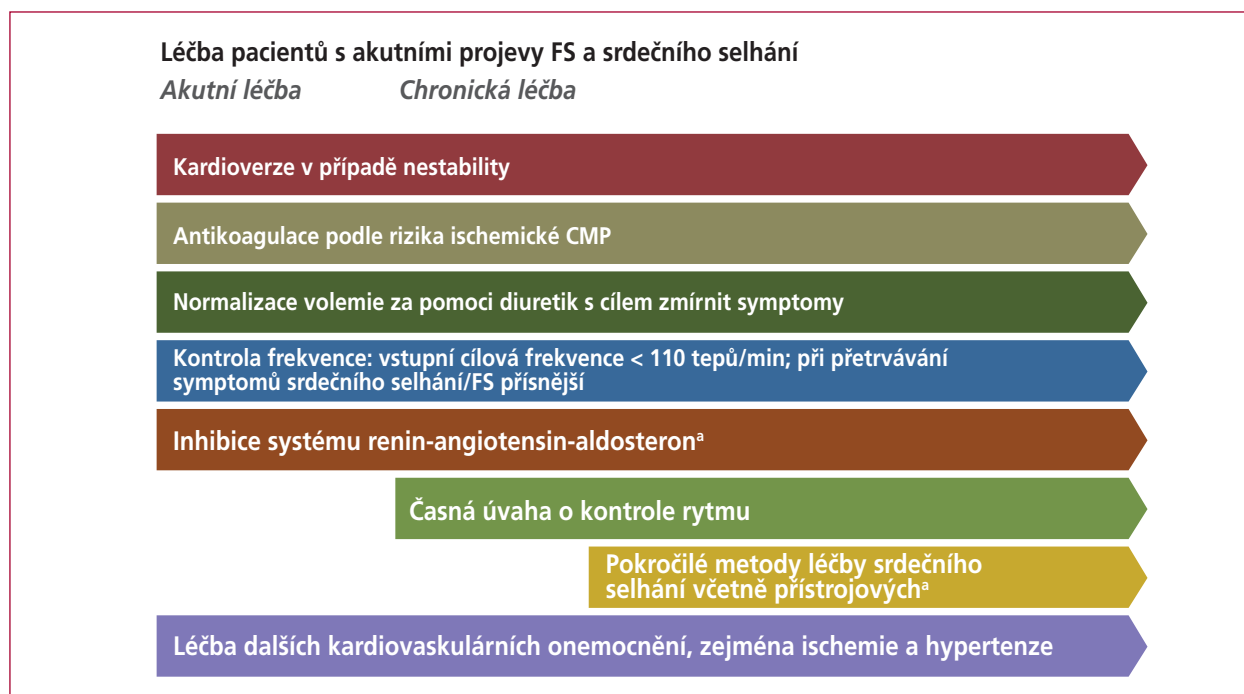 Léčba pacientů s akutními projevy FS a srdečního selhání
Akutní léčba Chronická léčba
Kardioverze v případě nestability
Antikoagulace podle rizika ischemické CMP
Normalizace volemie za pomoci diuretik s cílem zmírnit symptomy
Kontrola frekvence: vstupní cílová frekvence < 110 tepů/min; při přetrvávání
symptomů srdečního selhání/FS přísnější
Inhibice systému renin-angiotensin-aldosteronᵃ
Časná úvaha o kontrole rytmu
Pokročilé metody léčby srdečního
selhání včetně přístrojovýchᵃ
Léčba dalších kardiovaskulárních onemocnění, zejména ischemie a hypertenze